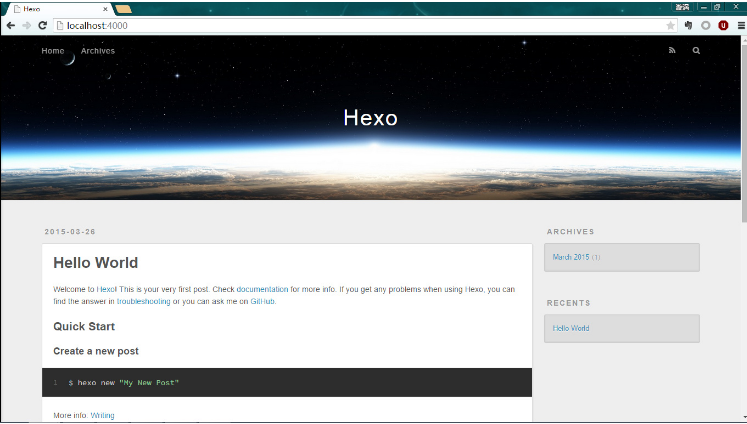 Hexo
localhost:4000
Home Archives
Hexo
2015-03-26
Hello World
Welcome to Hexo! This is your very first post. Check documentation for more info. If you get any problems when using Hexo, you can
find the answer in troubleshooting or you can ask me on GitHub.
Quick Start
Create a new post
1 $ hexo new "My New Post"
More info: Writing
ARCHIVES
March 2015 (1)
RECENTS
Hello World